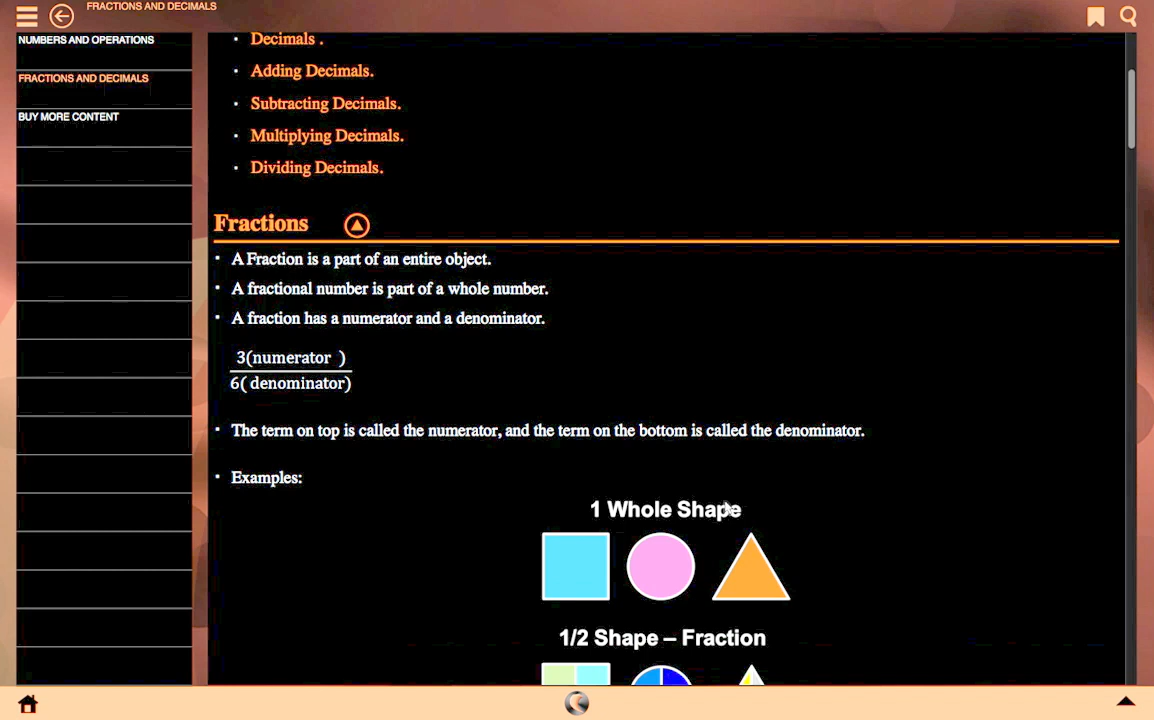 FRACTIONS AND DECIMALS
NUMBERS AND OPERATIONS
FRACTIONS AND DECIMALS
BUY MORE CONTENT
Decimals .
Adding Decimals.
Subtracting Decimals.
Multiplying Decimals.
Dividing Decimals.
Fractions
A Fraction is a part of an entire object.
A fractional number is part of a whole number.
A fraction has a numerator and a denominator.
3(numerator )
6( denominator)
The term on top is called the numerator, and the term on the bottom is called the denominator.
Examples:
1 Whole Shape
1/2 Shape – Fraction